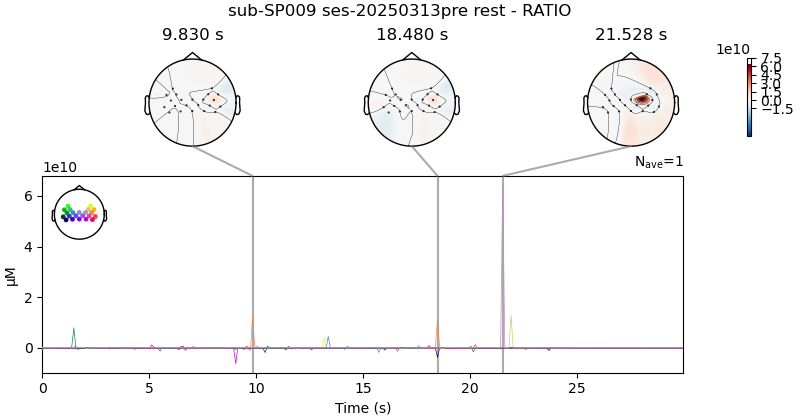 sub-SP009 ses-20250313pre rest - RATIO
9.830 s
18.480 s
21.528 s
1e10
7.5
6.0
4.5
3.0
1.5
0.0
−1.5
Nave=1
1e10
6
4
2
0
µM
0
5
10
15
20
25
Time (s)